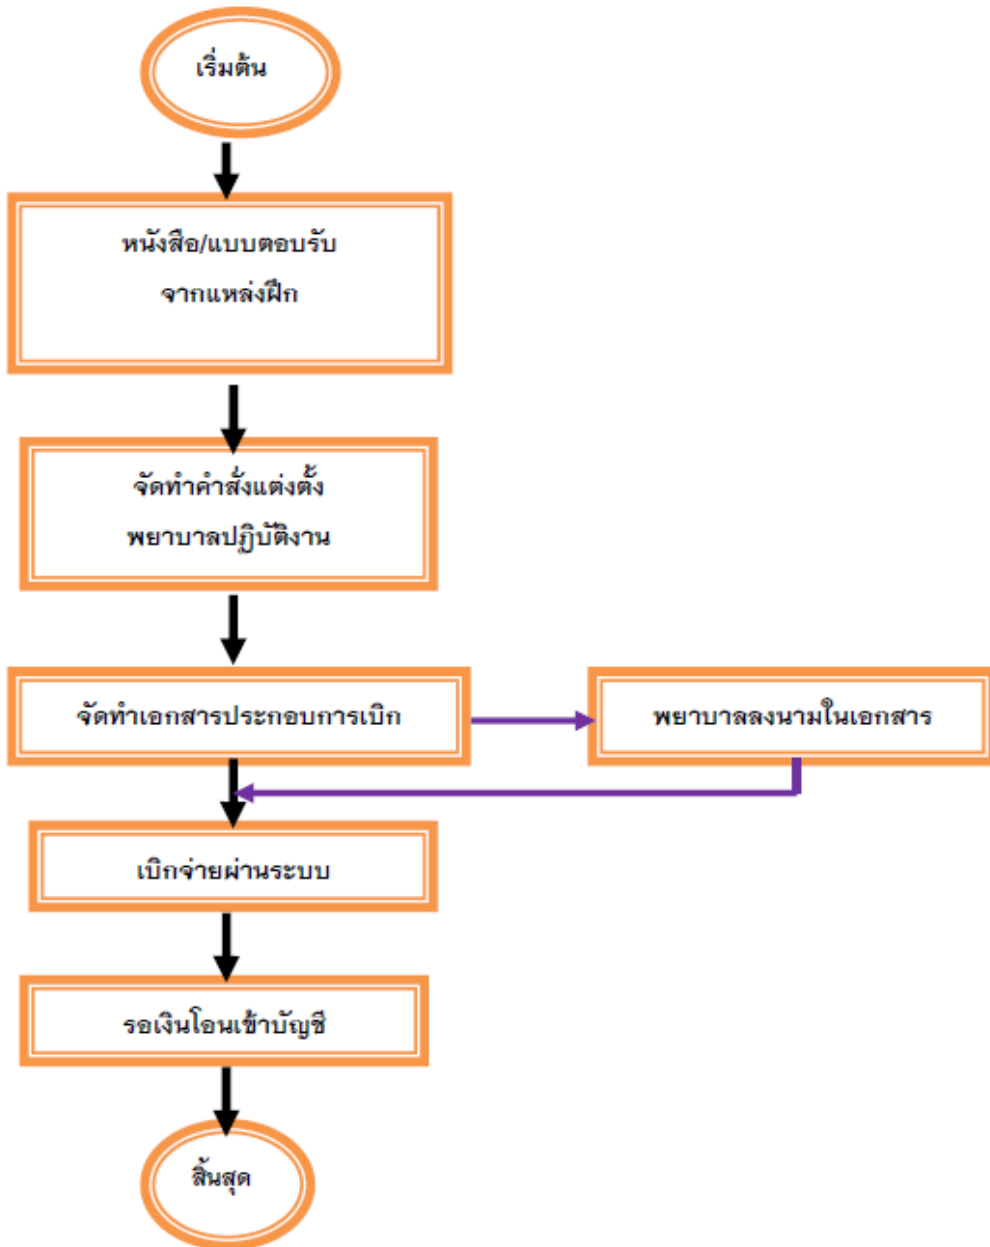 เริ่มต้น
หนังสือ/แบบตอบรับ
จากแหล่งฝึก
จัดทำคำสั่งแต่งตั้ง
พยาบาลปฏิบัติงาน
จัดทำเอกสารประกอบการเบิก
พยาบาลลงนามในเอกสาร
เบิกจ่ายผ่านระบบ
รอเงินโอนเข้าบัญชี
สิ้นสุด